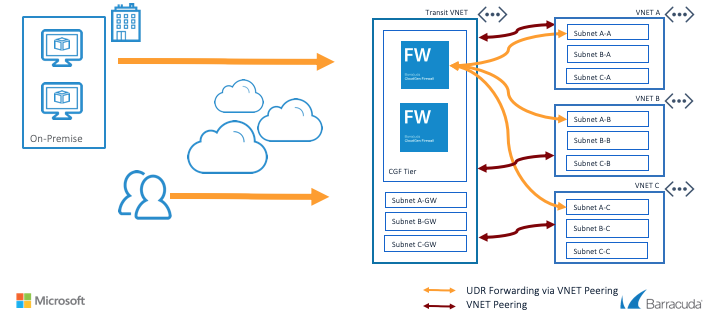 On-Premise
Transit VNET
FW
Barracuda
CloudGen Firewall
FW
Barracuda
CloudGen Firewall
CGF Tier
Subnet A-GW
Subnet B-GW
Subnet C-GW
VNET A
Subnet A-A
Subnet B-A
Subnet C-A
VNET B
Subnet A-B
Subnet B-B
Subnet C-B
VNET C
Subnet A-C
Subnet B-C
Subnet C-C
UDR Forwarding via VNET Peering
VNET Peering
Microsoft
Barracuda